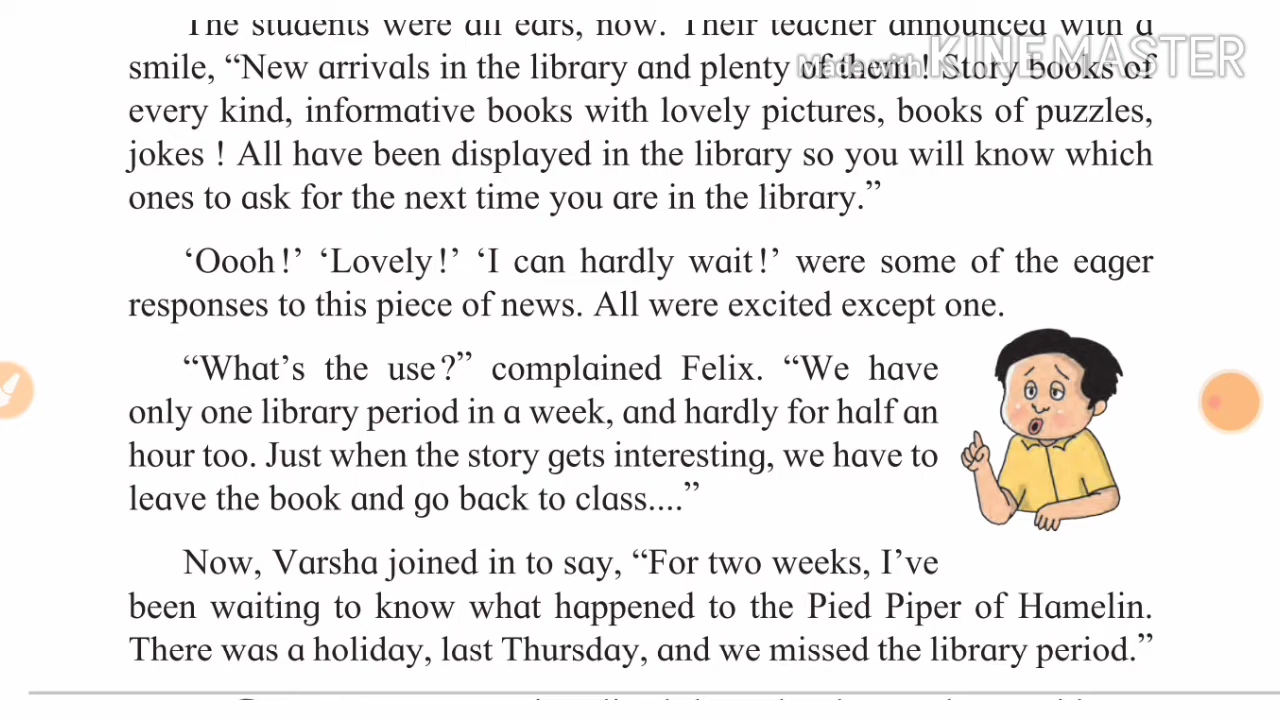 The students were all ears, now. Their teacher announced with a
smile, “New arrivals in the library and plenty of them ! Story books of
every kind, informative books with lovely pictures, books of puzzles,
jokes ! All have been displayed in the library so you will know which
ones to ask for the next time you are in the library.”
‘Oooh!’ ‘Lovely!’ ‘I can hardly wait!’ were some of the eager
responses to this piece of news. All were excited except one.
“What’s the use?” complained Felix. “We have
only one library period in a week, and hardly for half an
hour too. Just when the story gets interesting, we have to
leave the book and go back to class....”
Now, Varsha joined in to say, “For two weeks, I’ve
been waiting to know what happened to the Pied Piper of Hamelin.
There was a holiday, last Thursday, and we missed the library period.”
Made with KINEMASTER